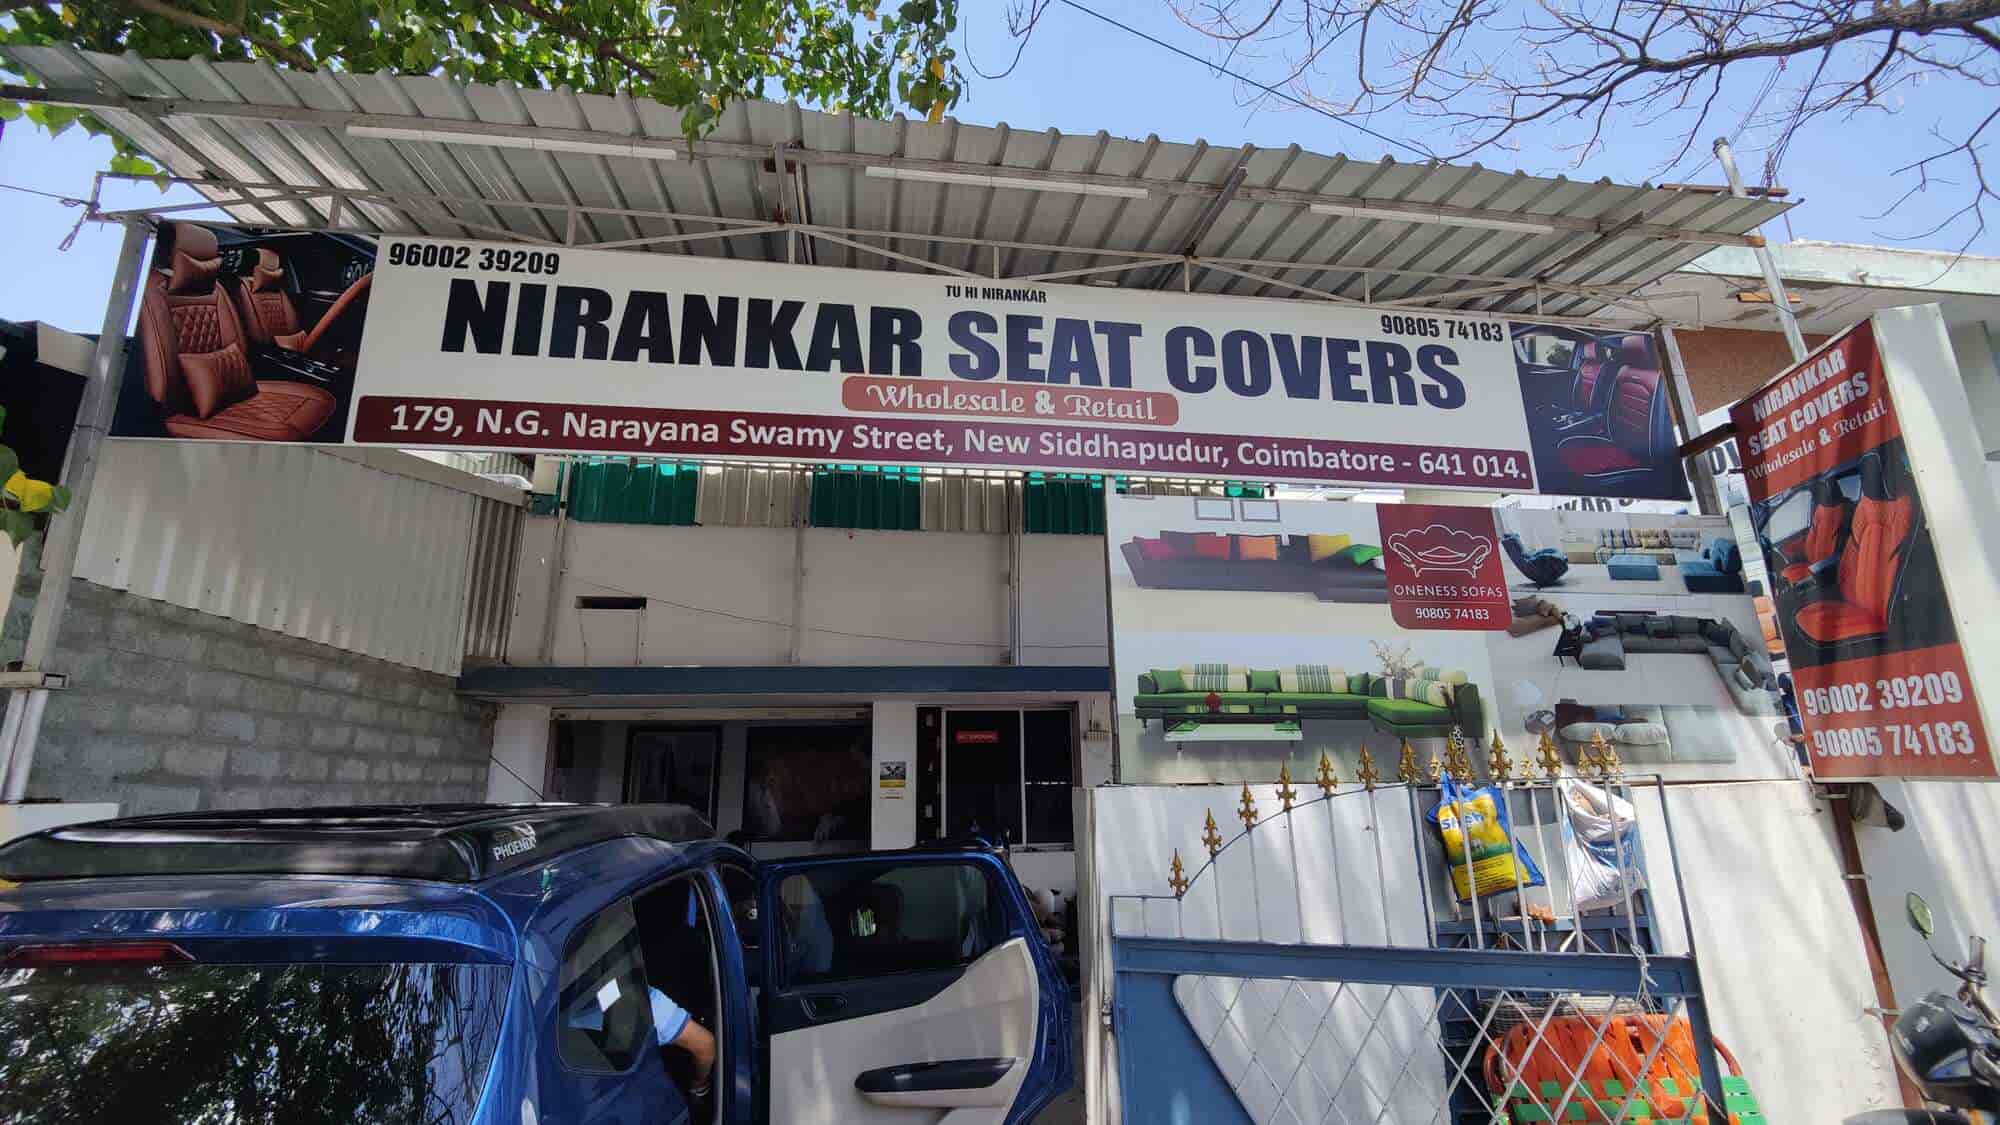 96002 39209
TU HI NIRANKAR
90805 74183
NIRANKAR SEAT COVERS
Wholesale & Retail
179, N.G. Narayana Swamy Street, New Siddhapudur, Coimbatore - 641 014.
ONENESS SOFAS
90805 74183
NIRANKAR
SEAT COVERS
Wholesale & Retail
96002 39209
90805 74183
PHOENIX